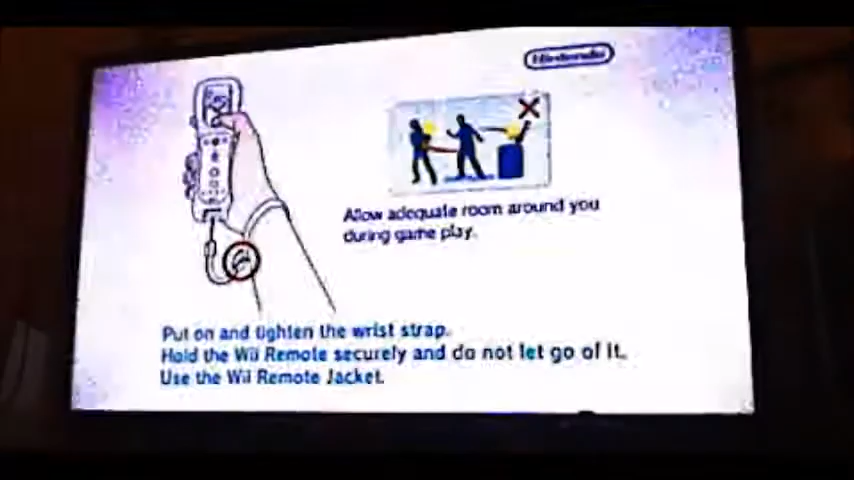 Nintendo
Allow adequate room around you
during game play.
Put on and tighten the wrist strap.
Hold the Wii Remote securely and do not let go of it.
Use the Wii Remote Jacket.